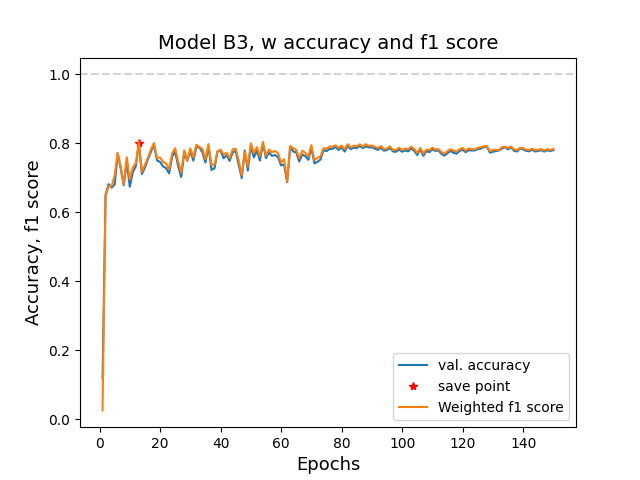 Model B3, w accuracy and f1 score
Accuracy, f1 score
1.0
0.8
0.6
0.4
0.2
0.0
0 20 40 60 80 100 120 140
Epochs
val. accuracy
save point
Weighted f1 score